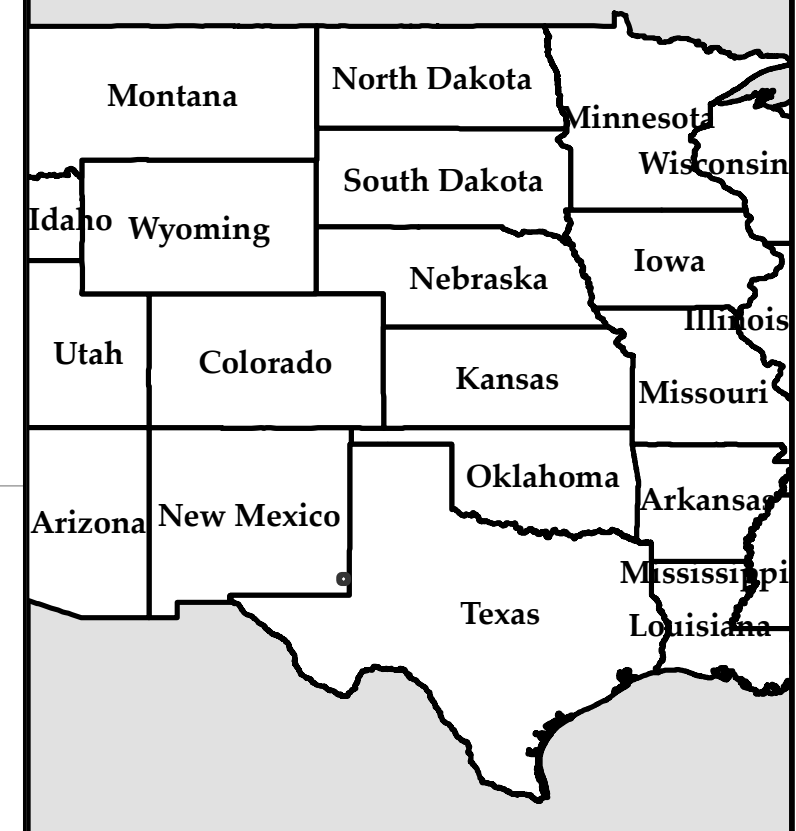 North Dakota
Montana
Minnesota
Wisconsin
South Dakota
Idaho
Wyoming
Iowa
Nebraska
Illinois
Utah
Colorado
Kansas
Missouri
Oklahoma
Arkansas
New Mexico
Arizona
Mississippi
Texas
Louisiana